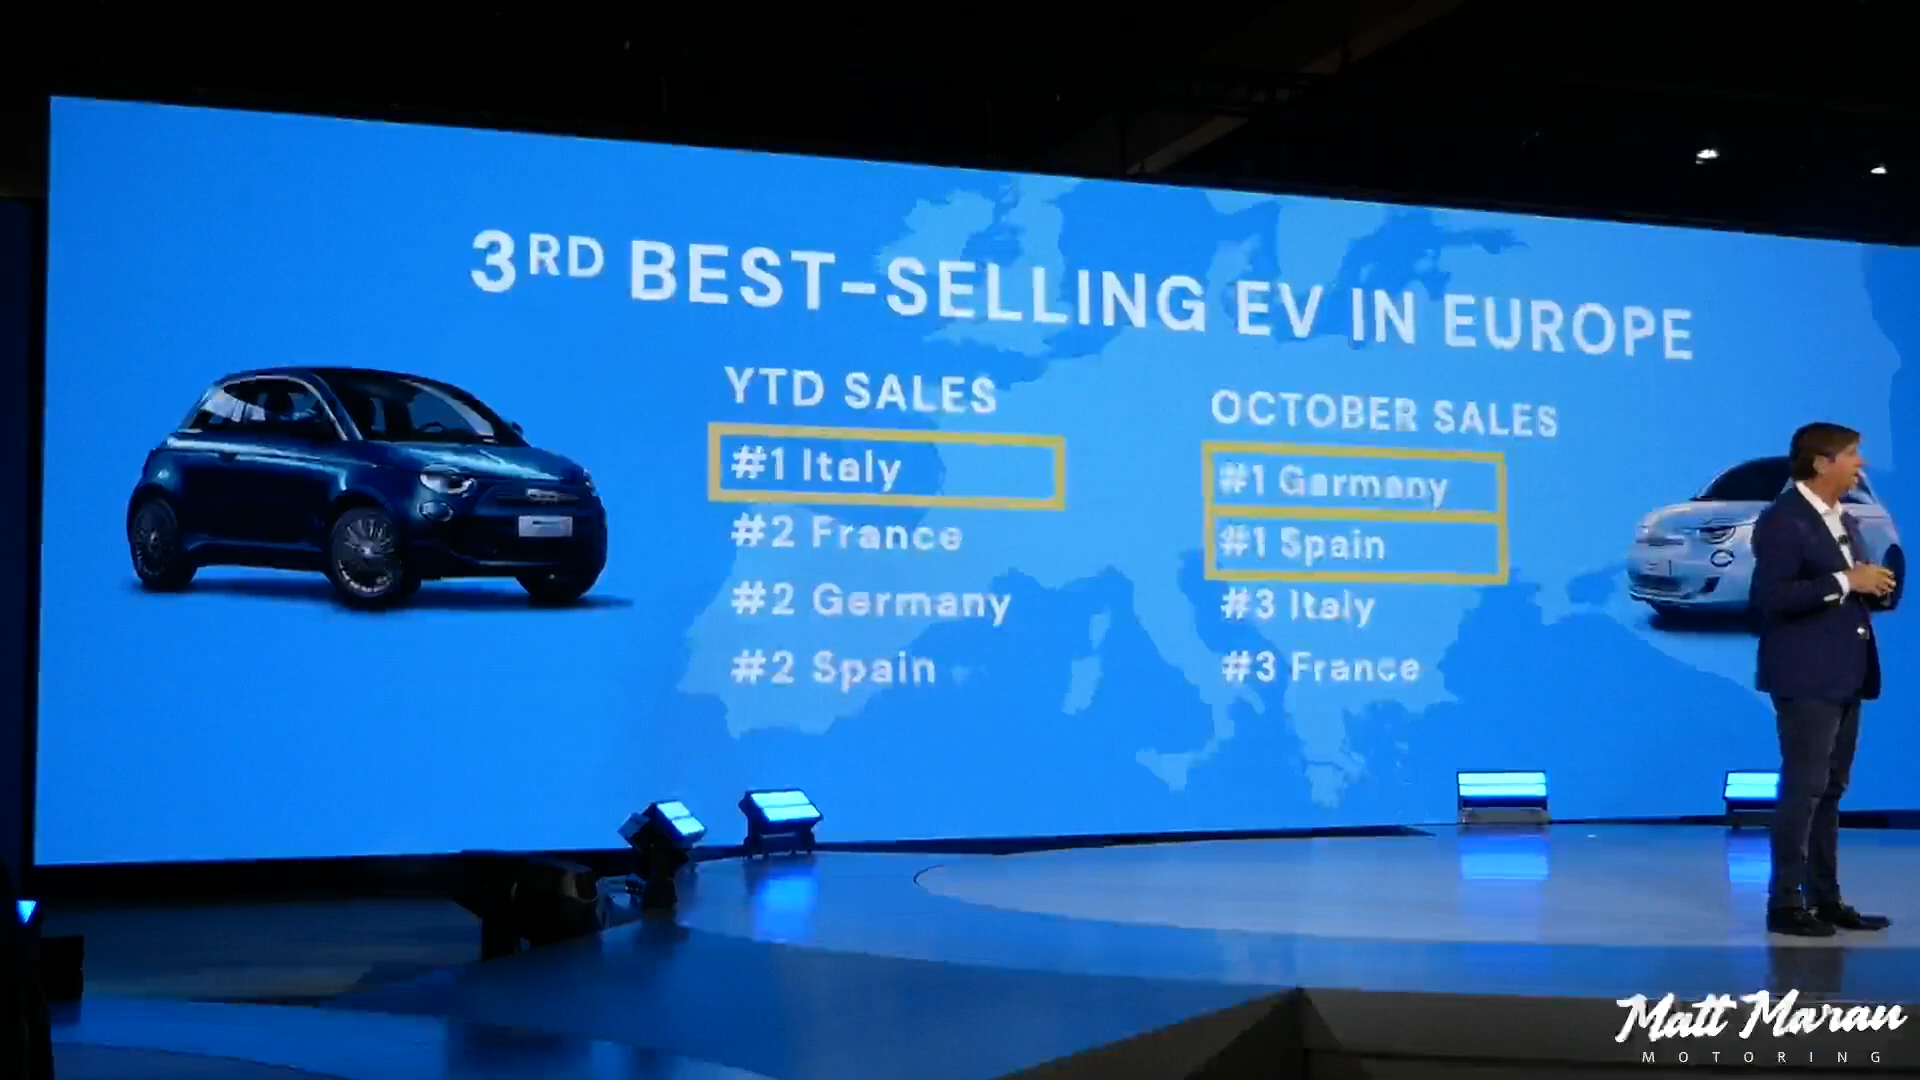 3RD BEST-SELLING EV IN EUROPE
YTD SALES
#1 Italy
#2 France
#2 Germany
#2 Spain
OCTOBER SALES
#1 Germany
#1 Spain
#3 Italy
#3 France
Matt Maran
MOTORING